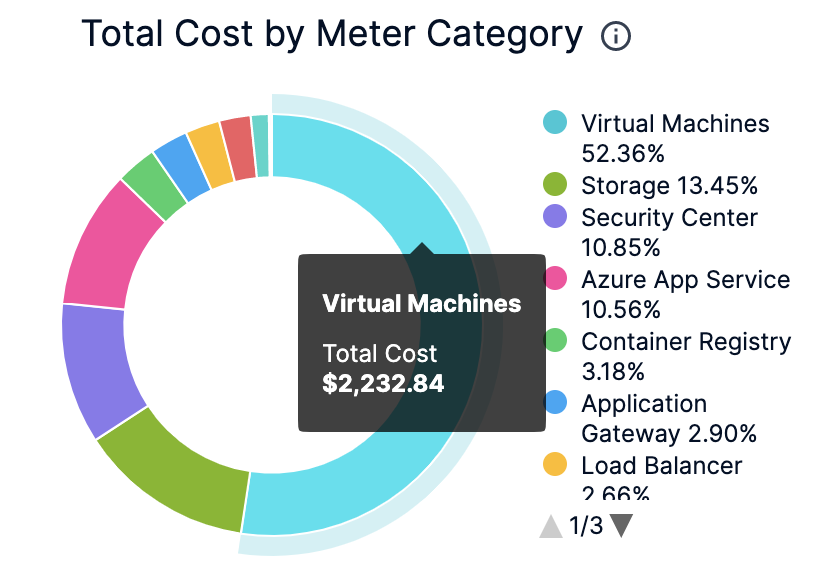 Total Cost by Meter Category
Virtual Machines
52.36%
Storage 13.45%
Security Center
10.85%
Azure App Service
10.56%
Container Registry
3.18%
Application
Gateway 2.90%
Load Balancer
2.66%
1/3
Virtual Machines
Total Cost
$2,232.84